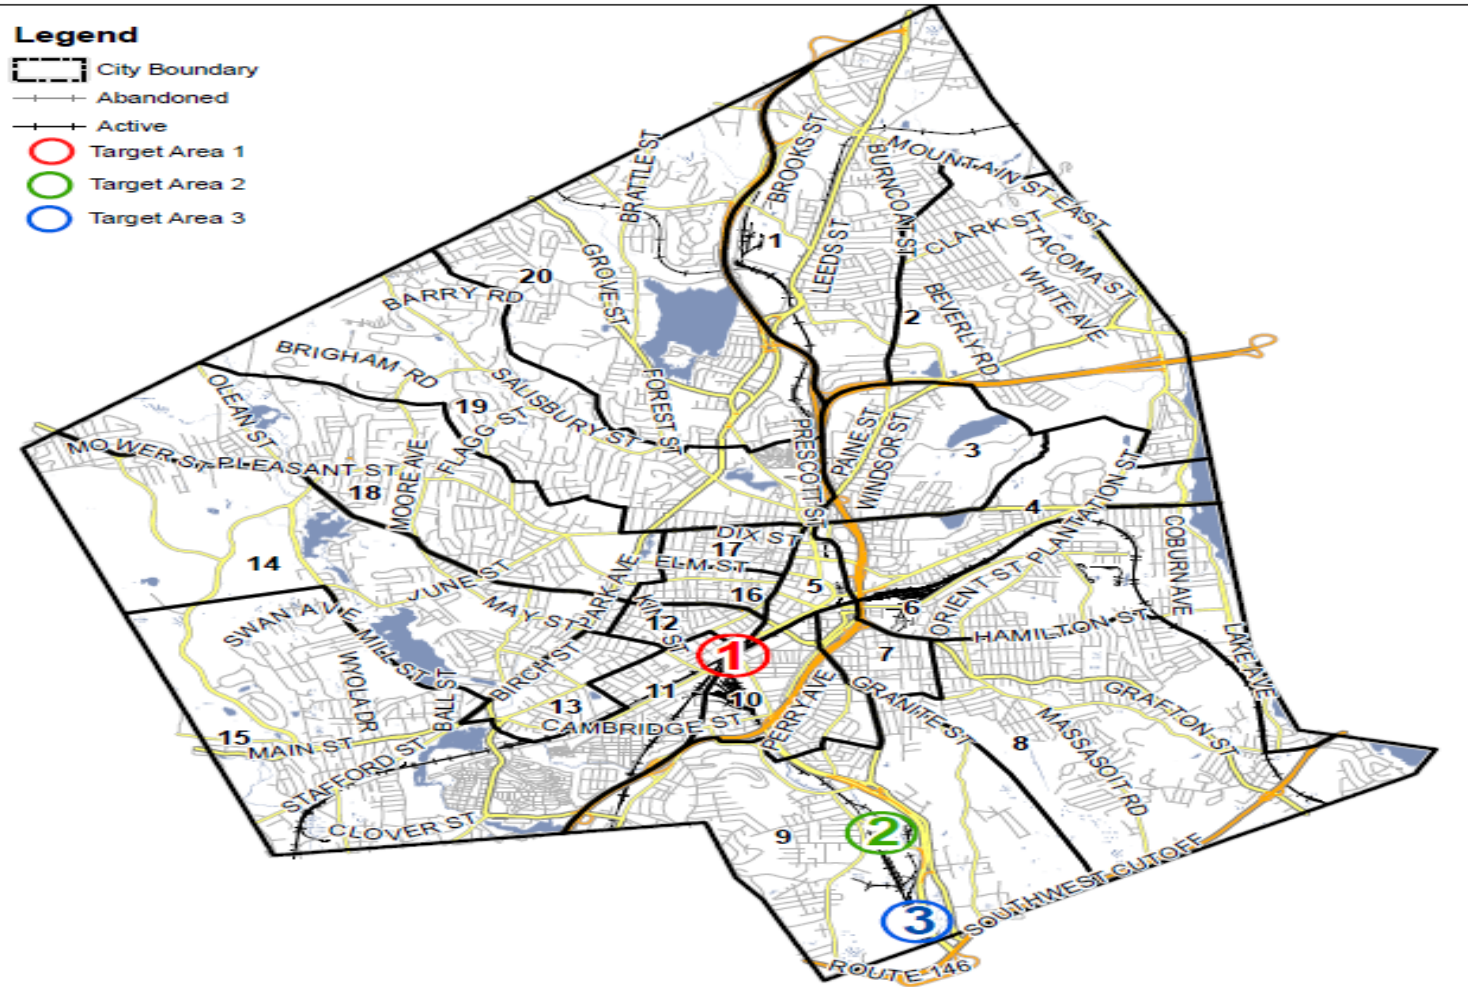 Legend
City Boundary
Abandoned
Active
Target Area 1
Target Area 2
Target Area 3
BRATTLE ST
BROOKS ST
BURNCOAT ST
MOUNTAIN ST EAST
CLARK ST
STACOMA ST
WHITE AVE
BEVERLY RD
LEEDS ST
GROVE ST
1
2
20
BARRY RD
BRIGHAM RD
OLEAN ST
19
FLAGG ST
SALISBURY ST
FOREST ST
PRESCOTT ST
PAINE ST
WINDSOR ST
3
MOWER ST
PLEASANT ST
18
MOORE AVE
4
PLANTATION ST
COBURN AVE
DIX ST
17
ELM ST
14
JUNE ST
MAY ST
PARK AVE
KING ST
16
5
6
ORIENT ST
HAMILTON ST
LAKE AVE
SWAN AVE
MILL ST
WYOLA DR
BALL ST
BIRCH ST
12
1
7
11
10
13
CAMBRIDGE ST
PERRY AVE
GRANITE ST
GRAFTON ST
MASSASOIT RD
8
15
MAIN ST
STAFFORD ST
CLOVER ST
9
2
3
SOUTHWEST CUTOFF
ROUTE 146